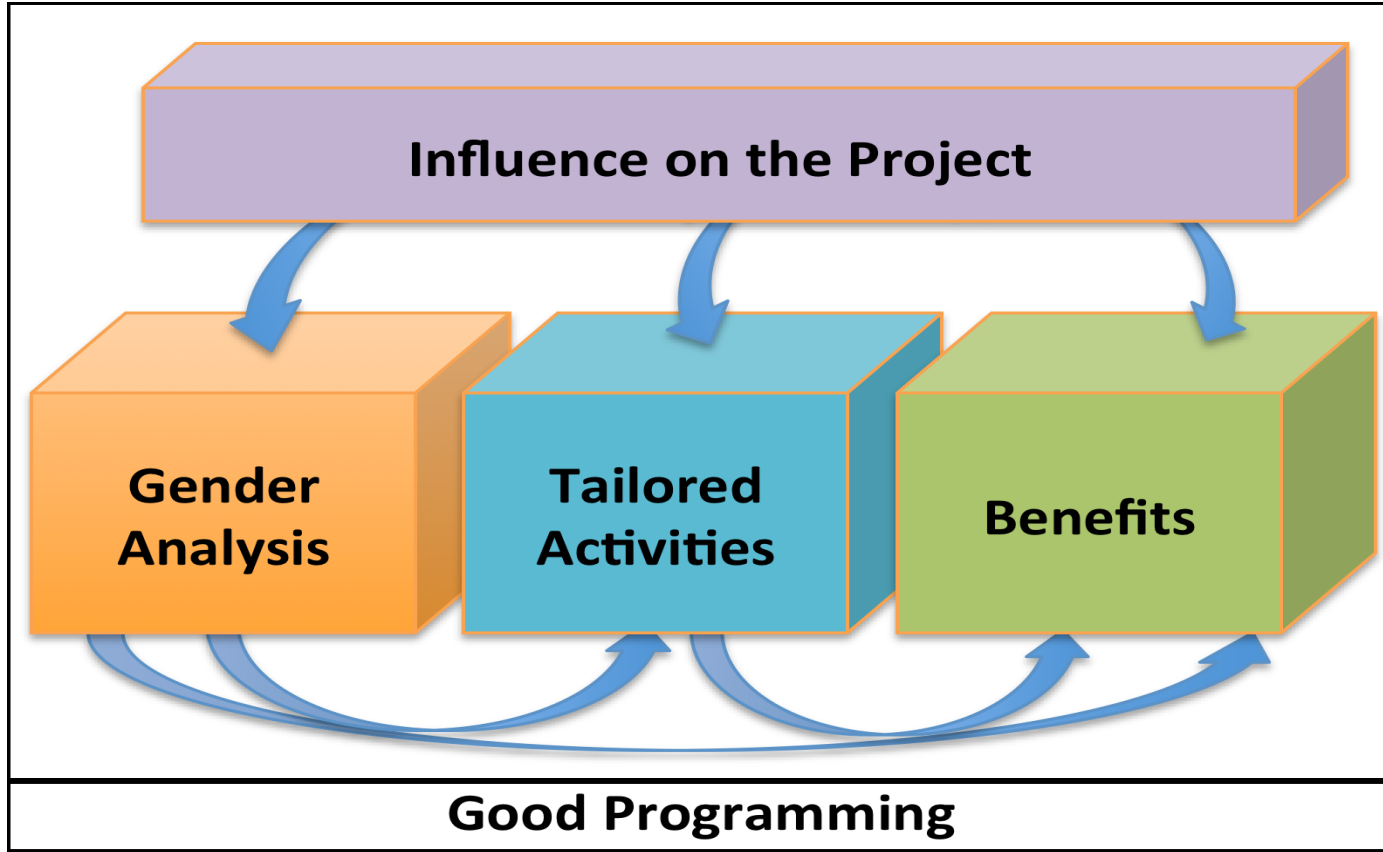 Influence on the Project
Gender
Analysis
Tailored
Activities
Benefits
Good Programming